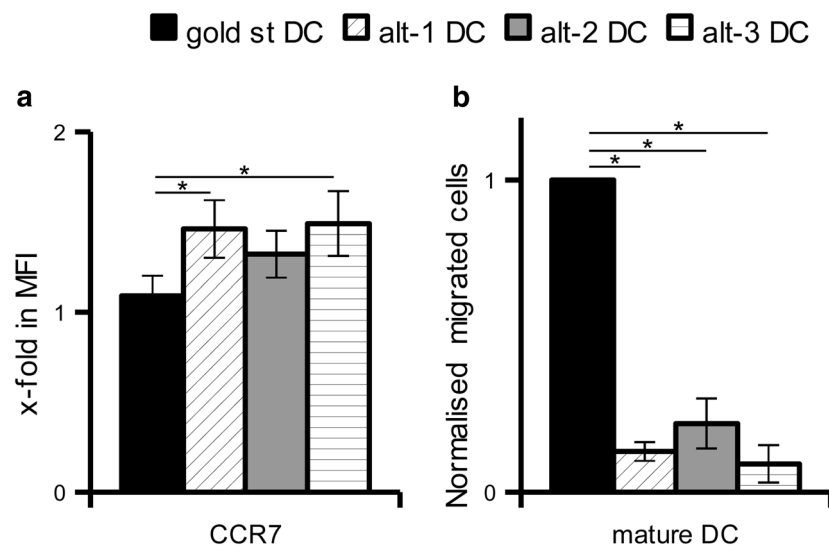 gold st DC alt-1 DC alt-2 DC alt-3 DC
a
x-fold in MFI
2
1
0
* *
CCR7
b
Normalised migrated cells
1
0
*
*
*
mature DC